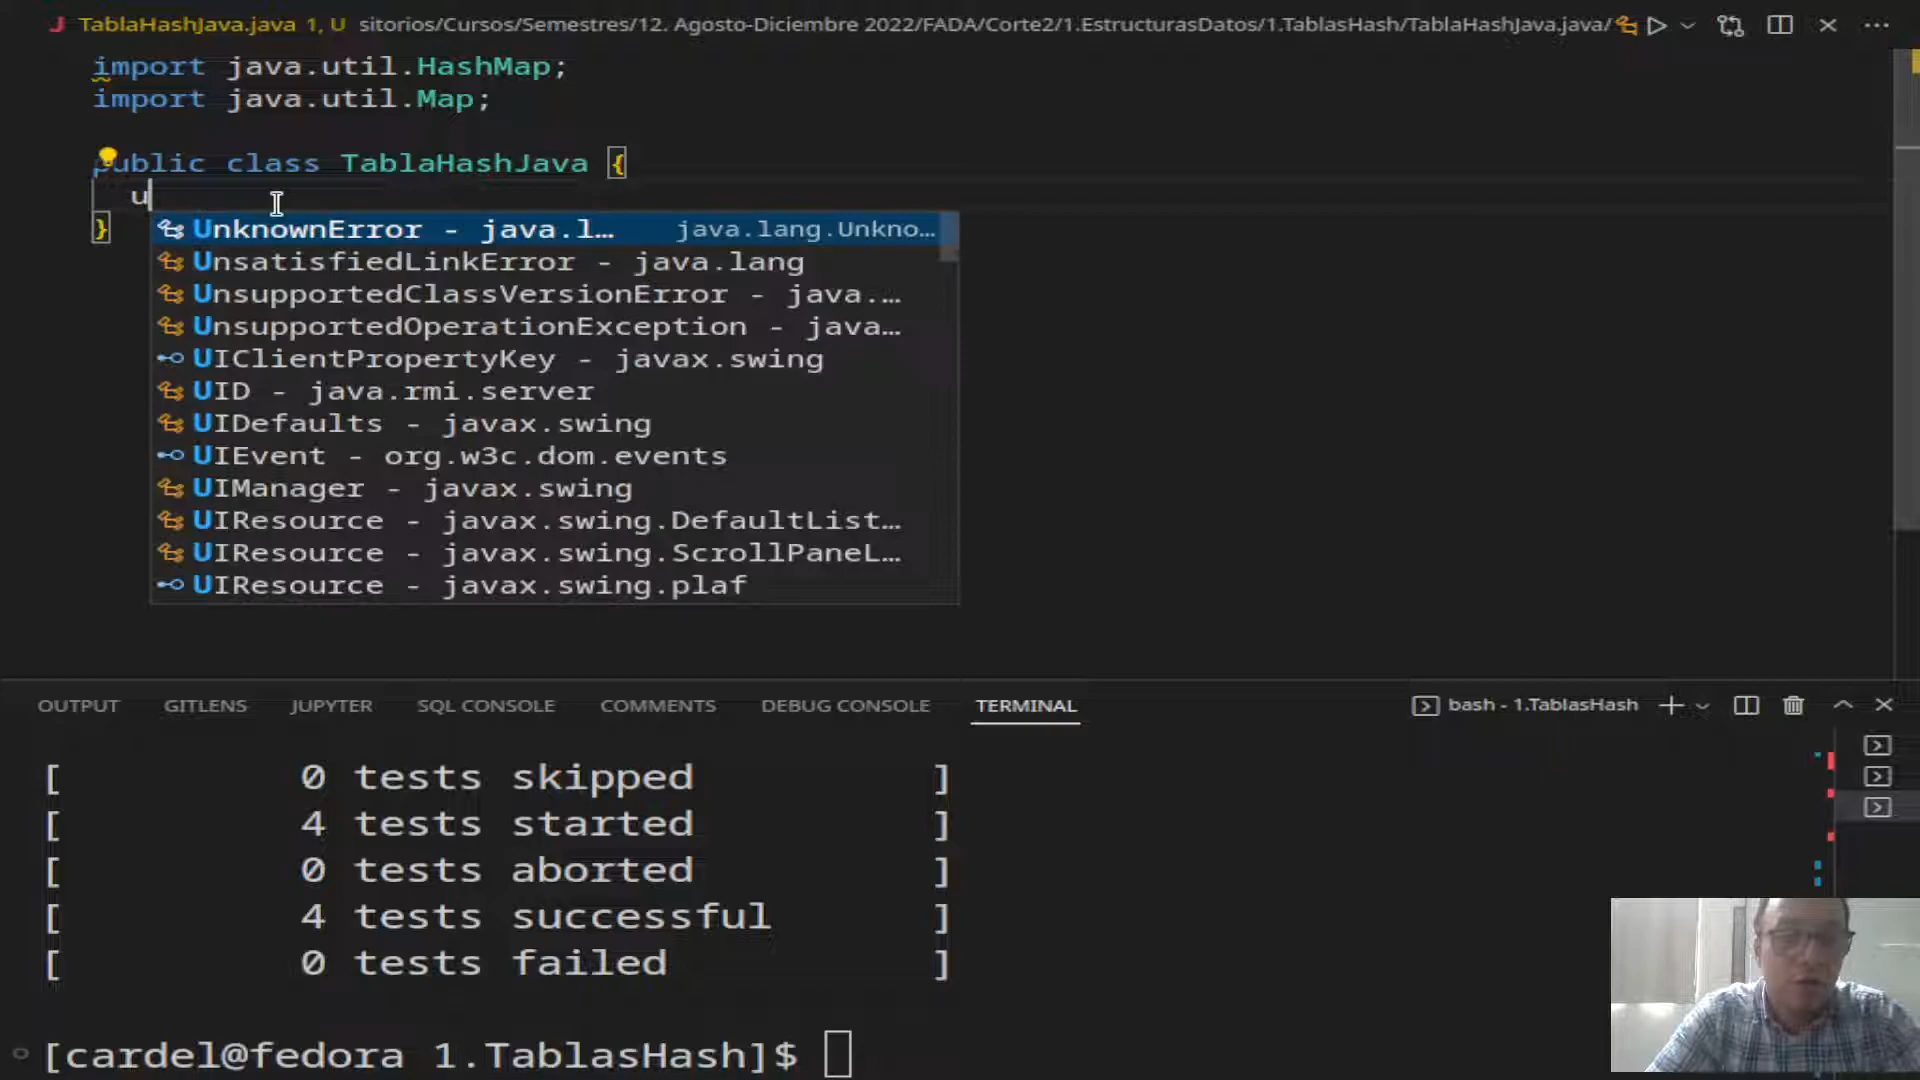 TablaHashJava.java 1, U sitorios/Cursos/Semestres/12. Agosto-Diciembre 2022/FADA/Corte2/1.EstructurasDatos/1.TablasHash/TablaHashJava.java/
import java.util.HashMap;
import java.util.Map;
public class TablaHashJava {
u
}
UnknownError - java.l... java.lang.Unkno...
UnsatisfiedLinkError - java.lang
UnsupportedClassVersionError - java....
UnsupportedOperationException - java...
UIClientPropertyKey - javax.swing
UID - java.rmi.server
UIDefaults - javax.swing
UIEvent - org.w3c.dom.events
UIManager - javax.swing
UIResource - javax.swing.DefaultList...
UIResource - javax.swing.ScrollPaneL...
UIResource - javax.swing.plaf
OUTPUT GITLENS JUPYTER SQL CONSOLE COMMENTS DEBUG CONSOLE TERMINAL bash - 1.TablasHash
[ 0 tests skipped ]
[ 4 tests started ]
[ 0 tests aborted ]
[ 4 tests successful ]
[ 0 tests failed ]
[cardel@fedora 1.TablasHash]$